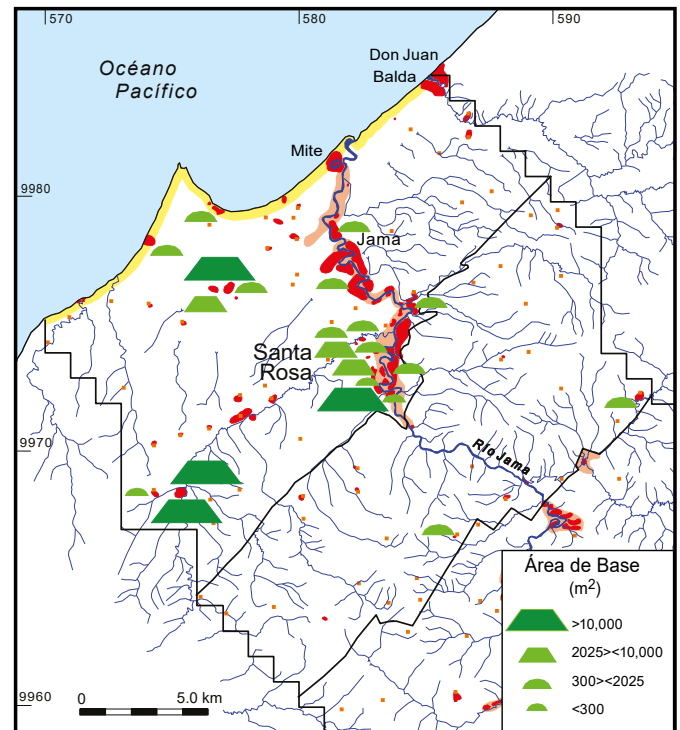 570
580
590
Océano
Pacífico
Don Juan
Balda
Mite
9980
Jama
Santa
Rosa
9970
Río Jama
Área de Base
(m²)
>10,000
2025><10,000
300><2025
<300
9960
0
5.0 km